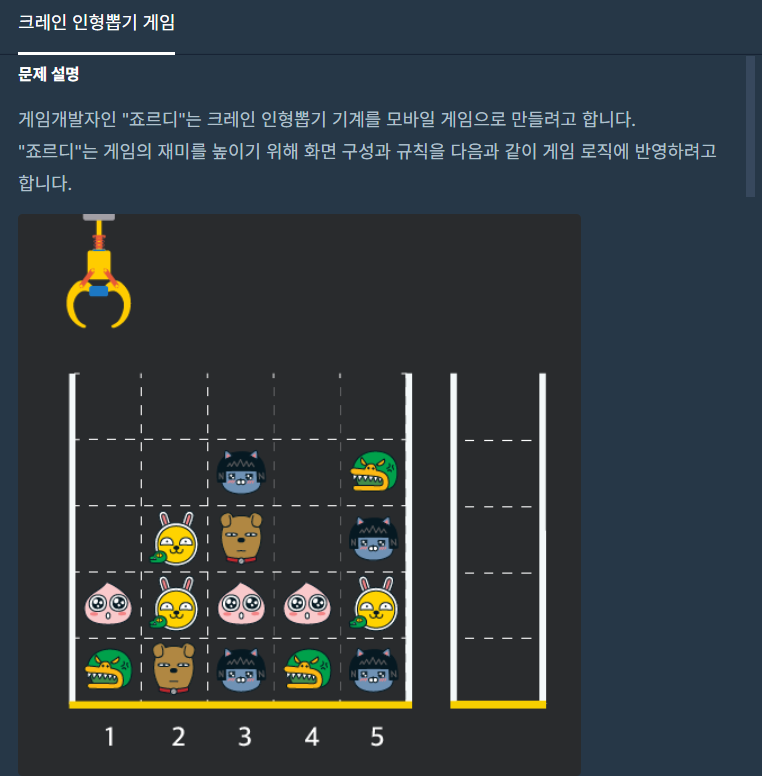 크레인 인형뽑기 게임
문제 설명
게임개발자인 "죠르디"는 크레인 인형뽑기 기계를 모바일 게임으로 만들려고 합니다.
"죠르디"는 게임의 재미를 높이기 위해 화면 구성과 규칙을 다음과 같이 게임 로직에 반영하려고
합니다.
1 2 3 4 5